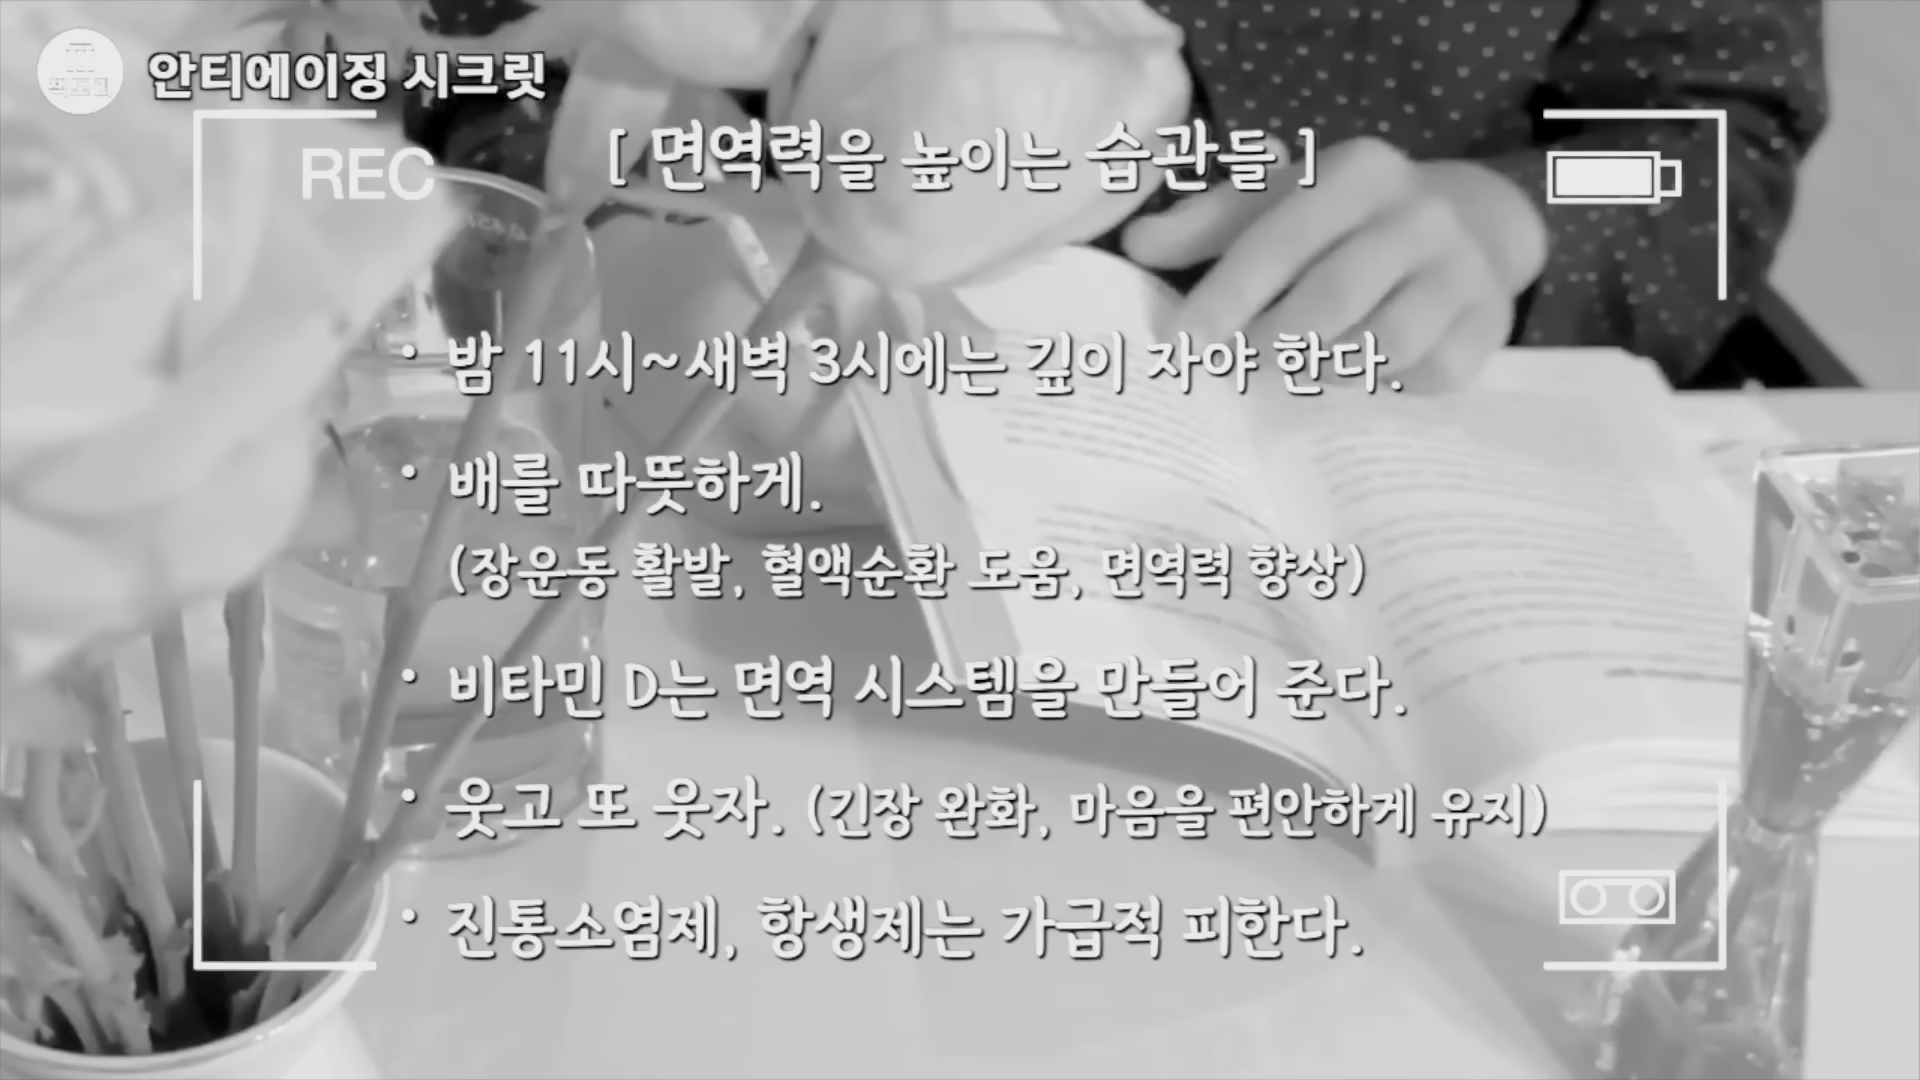 안티에이징 시크릿
[ 면역력을 높이는 습관들 ]
REC
· 밤 11시~새벽 3시에는 깊이 자야 한다.
· 배를 따뜻하게.
(장운동 활발, 혈액순환 도움, 면역력 향상)
· 비타민 D는 면역 시스템을 만들어 준다.
· 웃고 또 웃자. (긴장 완화, 마음을 편안하게 유지)
· 진통소염제, 항생제는 가급적 피한다.